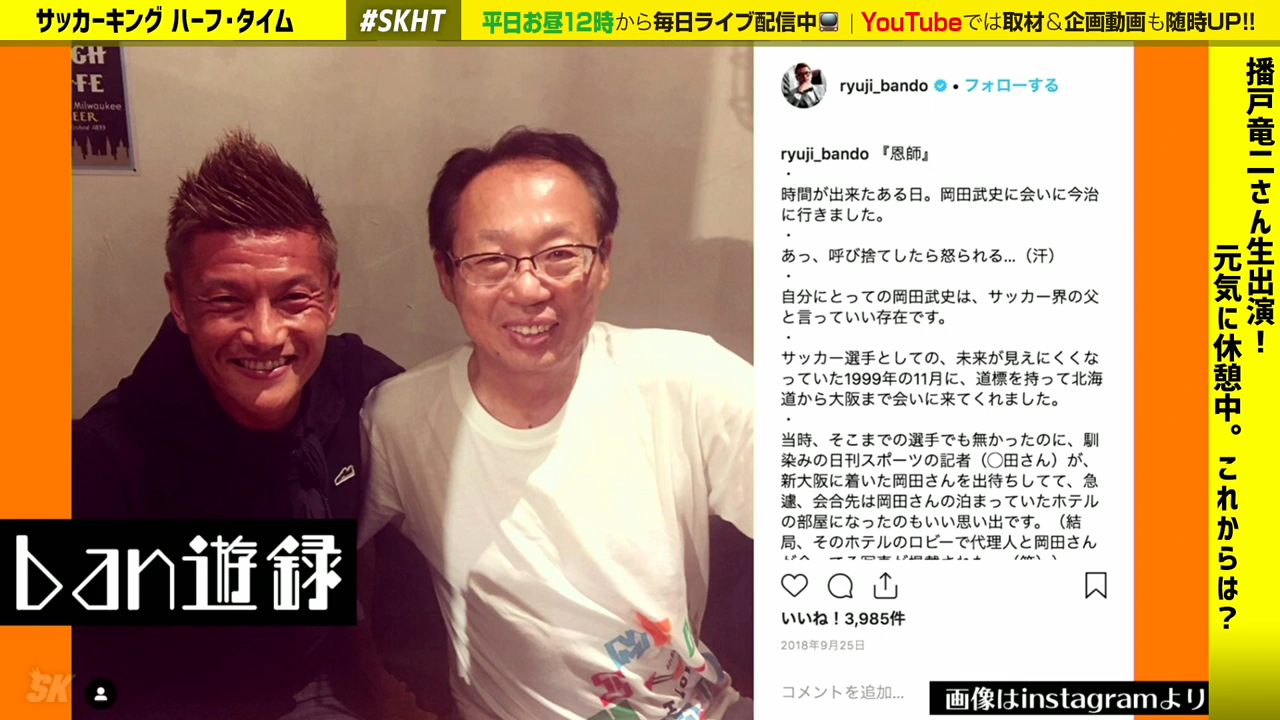 サッカーキング ハーフ・タイム
#SKHT
平日お昼12時から毎日ライブ配信中 | YouTubeでは取材&企画動画も随時UP!!
Milwaukee
播戸竜二さん生出演!
元気に休憩中。これからは?
ryuji_bando • フォローする
ryuji_bando 『恩師』
・
時間が出来たある日。岡田武史に会いに今治
に行きました。
・
あっ、呼び捨てしたら怒られる...(汗)
・
自分にとっての岡田武史は、サッカー界の父
と言っていい存在です。
・
サッカー選手としての、未来が見えにくくな
っていた1999年の11月に、道標を持って北海
道から大阪まで会いに来てくれました。
・
当時、そこまでの選手でも無かったのに、馴
染みの日刊スポーツの記者(◯田さん)が、
新大阪に着いた岡田さんを出待ちしてて、急
遽、会合先は岡田さんの泊まっていたホテル
の部屋になったのもいい思い出です。(結
局、そのホテルのロビーで代理人と岡田さん
いいね!3,985件
2018年9月25日
コメントを追加...
ban遊録
SK
画像はinstagramより